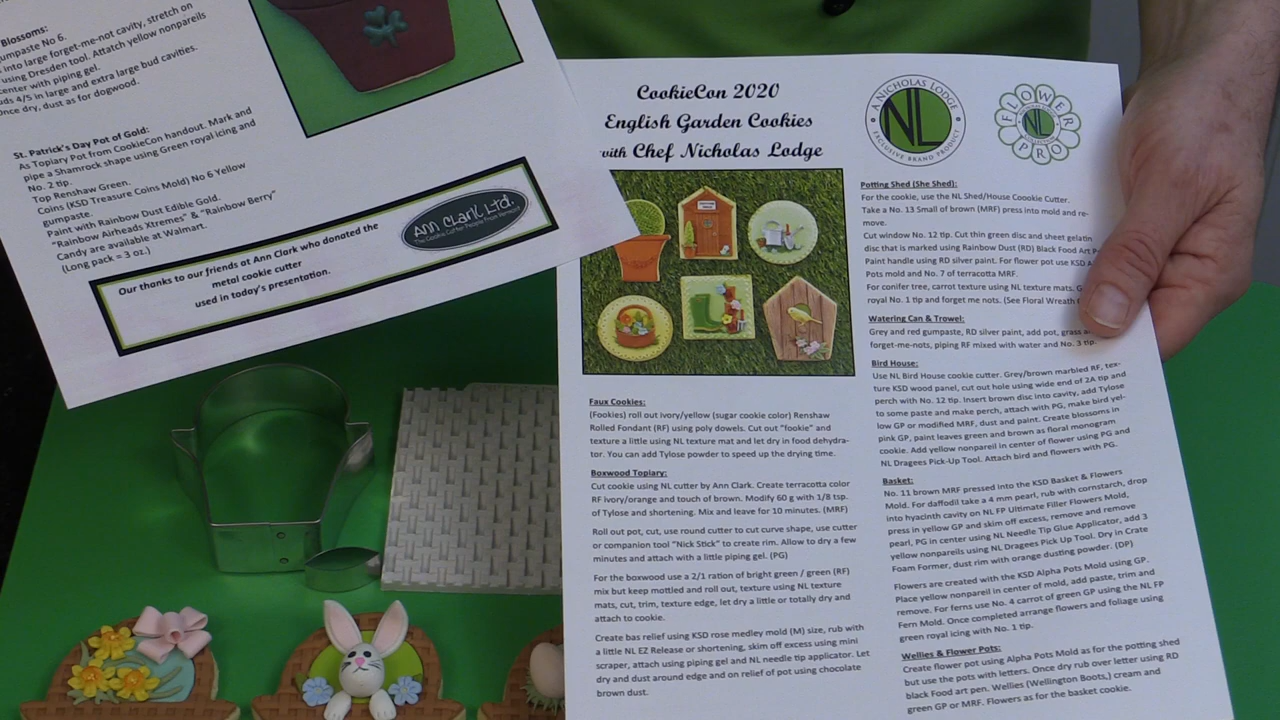 Blossoms:
umpaste No 6.
into large forget-me-not cavity, stretch on
using Dresden tool. Attatch yellow nonpareils
center with piping gel.
uds 4/5 in large and extra large bud cavities.
Once dry, dust as for dogwood.
St. Patrick's Day Pot of Gold:
As Topiary Pot from CookieCon handout. Mark and
pipe a Shamrock shape using Green royal icing and
No. 2 tip.
Top Renshaw Green.
Coins (KSD Treasure Coins Mold) No 6 Yellow
gumpaste.
Paint with Rainbow Dust Edible Gold.
"Rainbow Airheads Xtremes" & "Rainbow Berry"
Candy are available at Walmart.
(Long pack = 3 oz.)
Our thanks to our friends at Ann Clark who donated the
metal cookie cutter
used in today's presentation.
Ann Clark Ltd.
The Cookie Cutter People From Vermont
CookieCon 2020
English Garden Cookies
with Chef Nicholas Lodge
A NICHOLAS LODGE
NL
EXCLUSIVE BRAND PRODUCT
FLOWER
NL
PRO
Faux Cookies:
(Fookies) roll out ivory/yellow (sugar cookie color) Renshaw
Rolled Fondant (RF) using poly dowels. Cut out "fookie" and
texture a little using NL texture mat and let dry in food dehydra-
tor. You can add Tylose powder to speed up the drying time.
Boxwood Topiary:
Cut cookie using NL cutter by Ann Clark. Create terracotta color
RF ivory/orange and touch of brown. Modify 60 g with 1/8 tsp.
of Tylose and shortening. Mix and leave for 10 minutes. (MRF)
Roll out pot, cut, use round cutter to cut curve shape, use cutter
or companion tool "Nick Stick" to create rim. Allow to dry a few
minutes and attach with a little piping gel. (PG)
For the boxwood use a 2/1 ration of bright green / green (RF)
mix but keep mottled and roll out, texture using NL texture
mats, cut, trim, texture edge, let dry a little or totally dry and
attach to cookie.
Create bas relief using KSD rose medley mold (M) size, rub with
a little NL EZ Release or shortening, skim off excess using mini
scraper, attach using piping gel and NL needle tip applicator. Let
dry and dust around edge and on relief of pot using chocolate
brown dust.
Potting Shed (She Shed):
For the cookie, use the NL Shed/House Coookie Cutter.
Take a No. 13 Small of brown (MRF) press into mold and re-
move.
Cut window No. 12 tip. Cut thin green disc and sheet gelatin
disc that is marked using Rainbow Dust (RD) Black Food Art P
Paint handle using RD silver paint. For flower pot use KSD A
Pots mold and No. 7 of terracotta MRF.
For conifer tree, carrot texture using NL texture mats. G
royal No. 1 tip and forget me nots. (See Floral Wreath
Watering Can & Trowel:
Grey and red gumpaste, RD silver paint, add pot, grass
forget-me-nots, piping RF mixed with water and No. 3 tip.
Bird House:
Use NL Bird House cookie cutter. Grey/brown marbled RF, tex-
ture KSD wood panel, cut out hole using wide end of 2A tip and
perch with No. 12 tip. Insert brown disc into cavity, add Tylose
to some paste and make perch, attach with PG, make bird yel-
low GP or modified MRF, dust and paint. Create blossoms in
pink GP, paint leaves green and brown as floral monogram
cookie. Add yellow nonpareil in center of flower using PG and
NL Dragees Pick-Up Tool. Attach bird and flowers with PG.
Basket:
No. 11 brown MRF pressed into the KSD Basket & Flowers
Mold. For daffodil take a 4 mm pearl, rub with cornstarch, drop
into hyacinth cavity on NL FP Ultimate Filler Flowers Mold,
press in yellow GP and skim off excess, remove and remove
pearl, PG in center using NL Needle Tip Glue Applicator, add 3
yellow nonpareils using NL Dragees Pick Up Tool. Dry in Crate
Foam Former, dust rim with orange dusting powder. (DP)
Flowers are created with the KSD Alpha Pots Mold using GP.
Place yellow nonpareil in center of mold, add paste, trim and
remove. For ferns use No. 4 carrot of green GP using the NL FP
Fern Mold. Once completed arrange flowers and foliage using
green royal icing with No. 1 tip.
Wellies & Flower Pots:
Create flower pot using Alpha Pots Mold as for the potting shed
but use the pots with letters. Once dry rub over letter using RD
black Food art pen. Wellies (Wellington Boots,) cream and
green GP or MRF. Flowers as for the basket cookie.